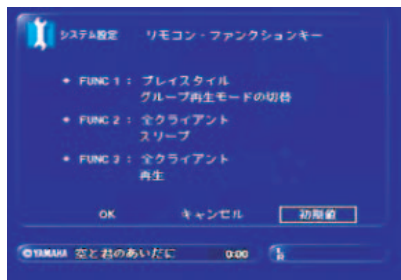 システム設定 リモコン・ファンクションキー
• FUNC 1 : プレイスタイル
グループ再生モードの切替
• FUNC 2 : 全クライアント
スリープ
• FUNC 3 : 全クライアント
再生
OK キャンセル 初期値
©YAMAHA 空と君のあいだに 0:00